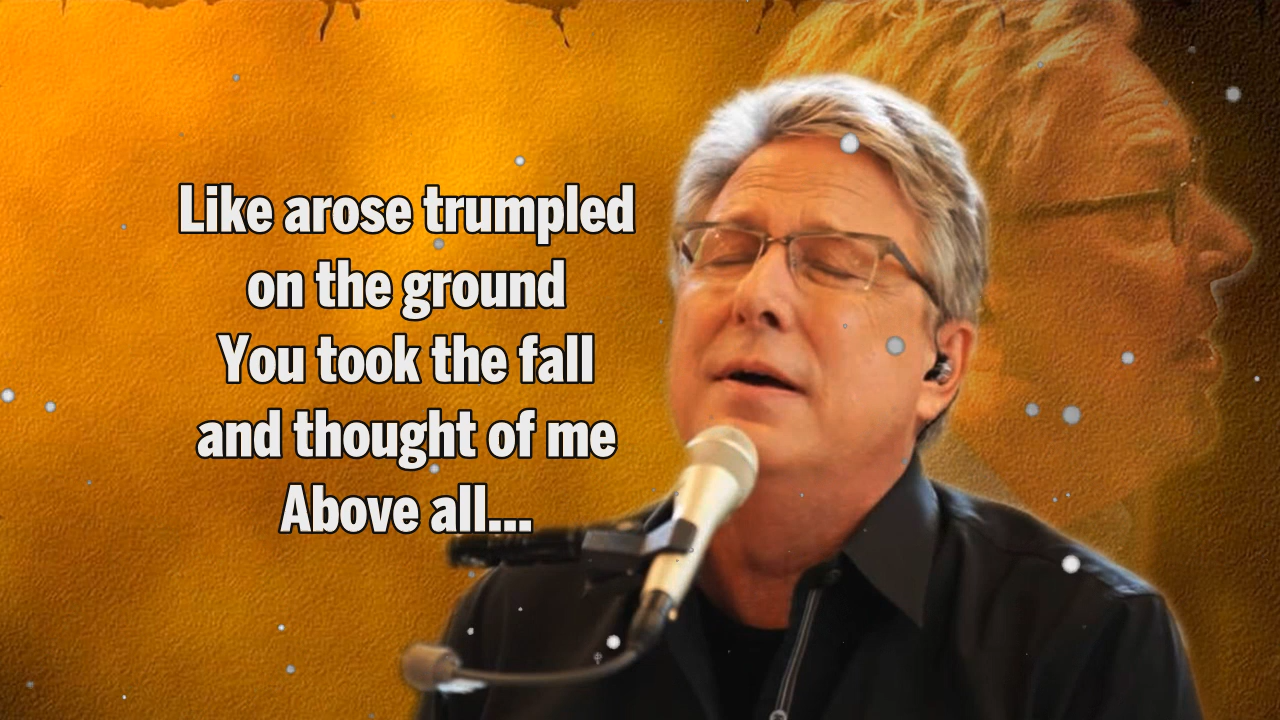 Like arose trumpled
on the ground
You took the fall
and thought of me
Above all...